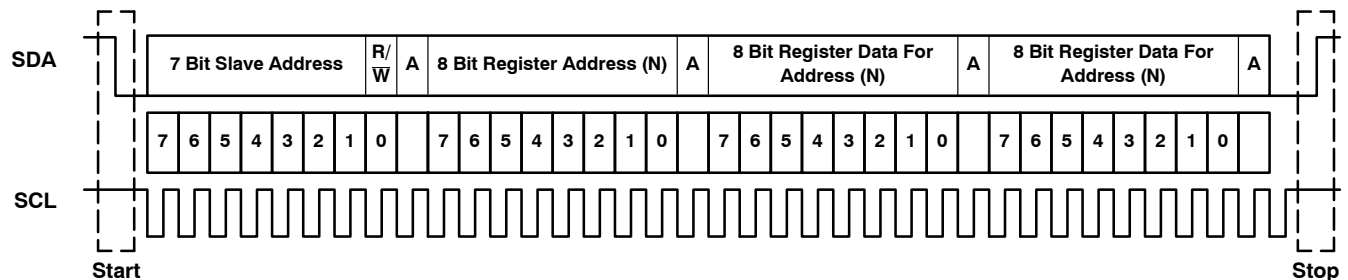 SDA
7 Bit Slave Address
R/
W
A
8 Bit Register Address (N)
A
8 Bit Register Data For
Address (N)
A
8 Bit Register Data For
Address (N)
A
7 6 5 4 3 2 1 0 7 6 5 4 3 2 1 0 7 6 5 4 3 2 1 0 7 6 5 4 3 2 1 0
SCL
Start
Stop